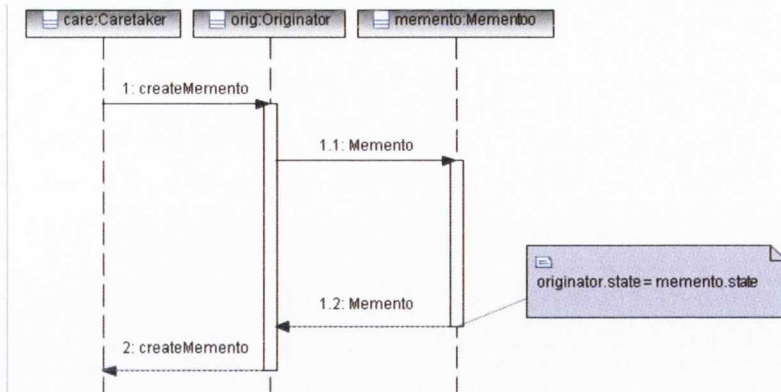 care:Caretaker
orig:Originator
memento:Mementoo
1: createMemento
1.1: Memento
originator.state = memento.state
1.2: Memento
2: createMemento